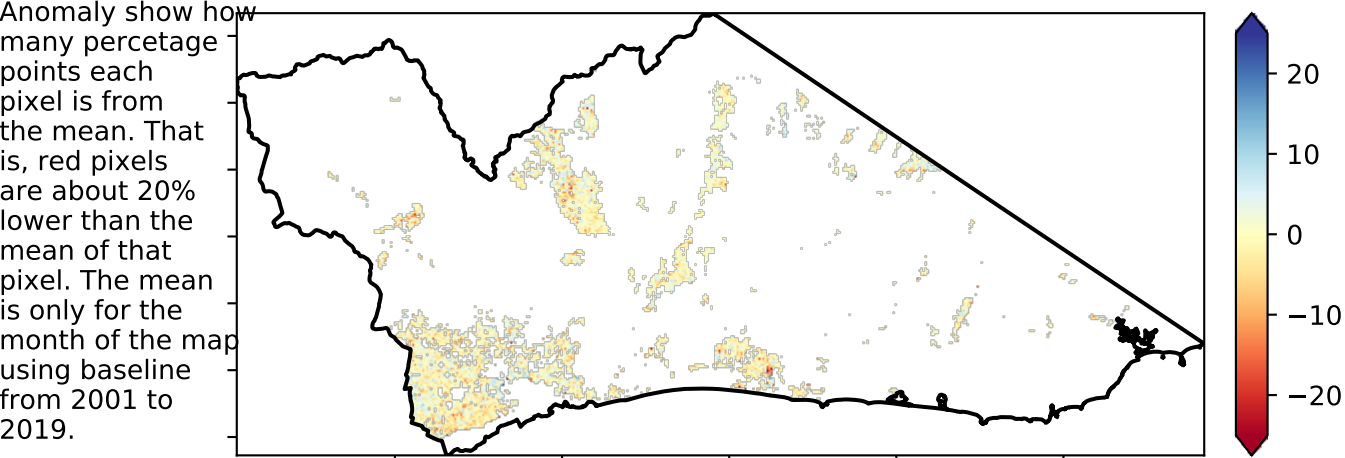 Anomaly show how
many percetage
points each
pixel is from
the mean. That
is, red pixels
are about 20%
lower than the
mean of that
pixel. The mean
is only for the
month of the map
using baseline
from 2001 to
2019.
20
10
0
−10
−20